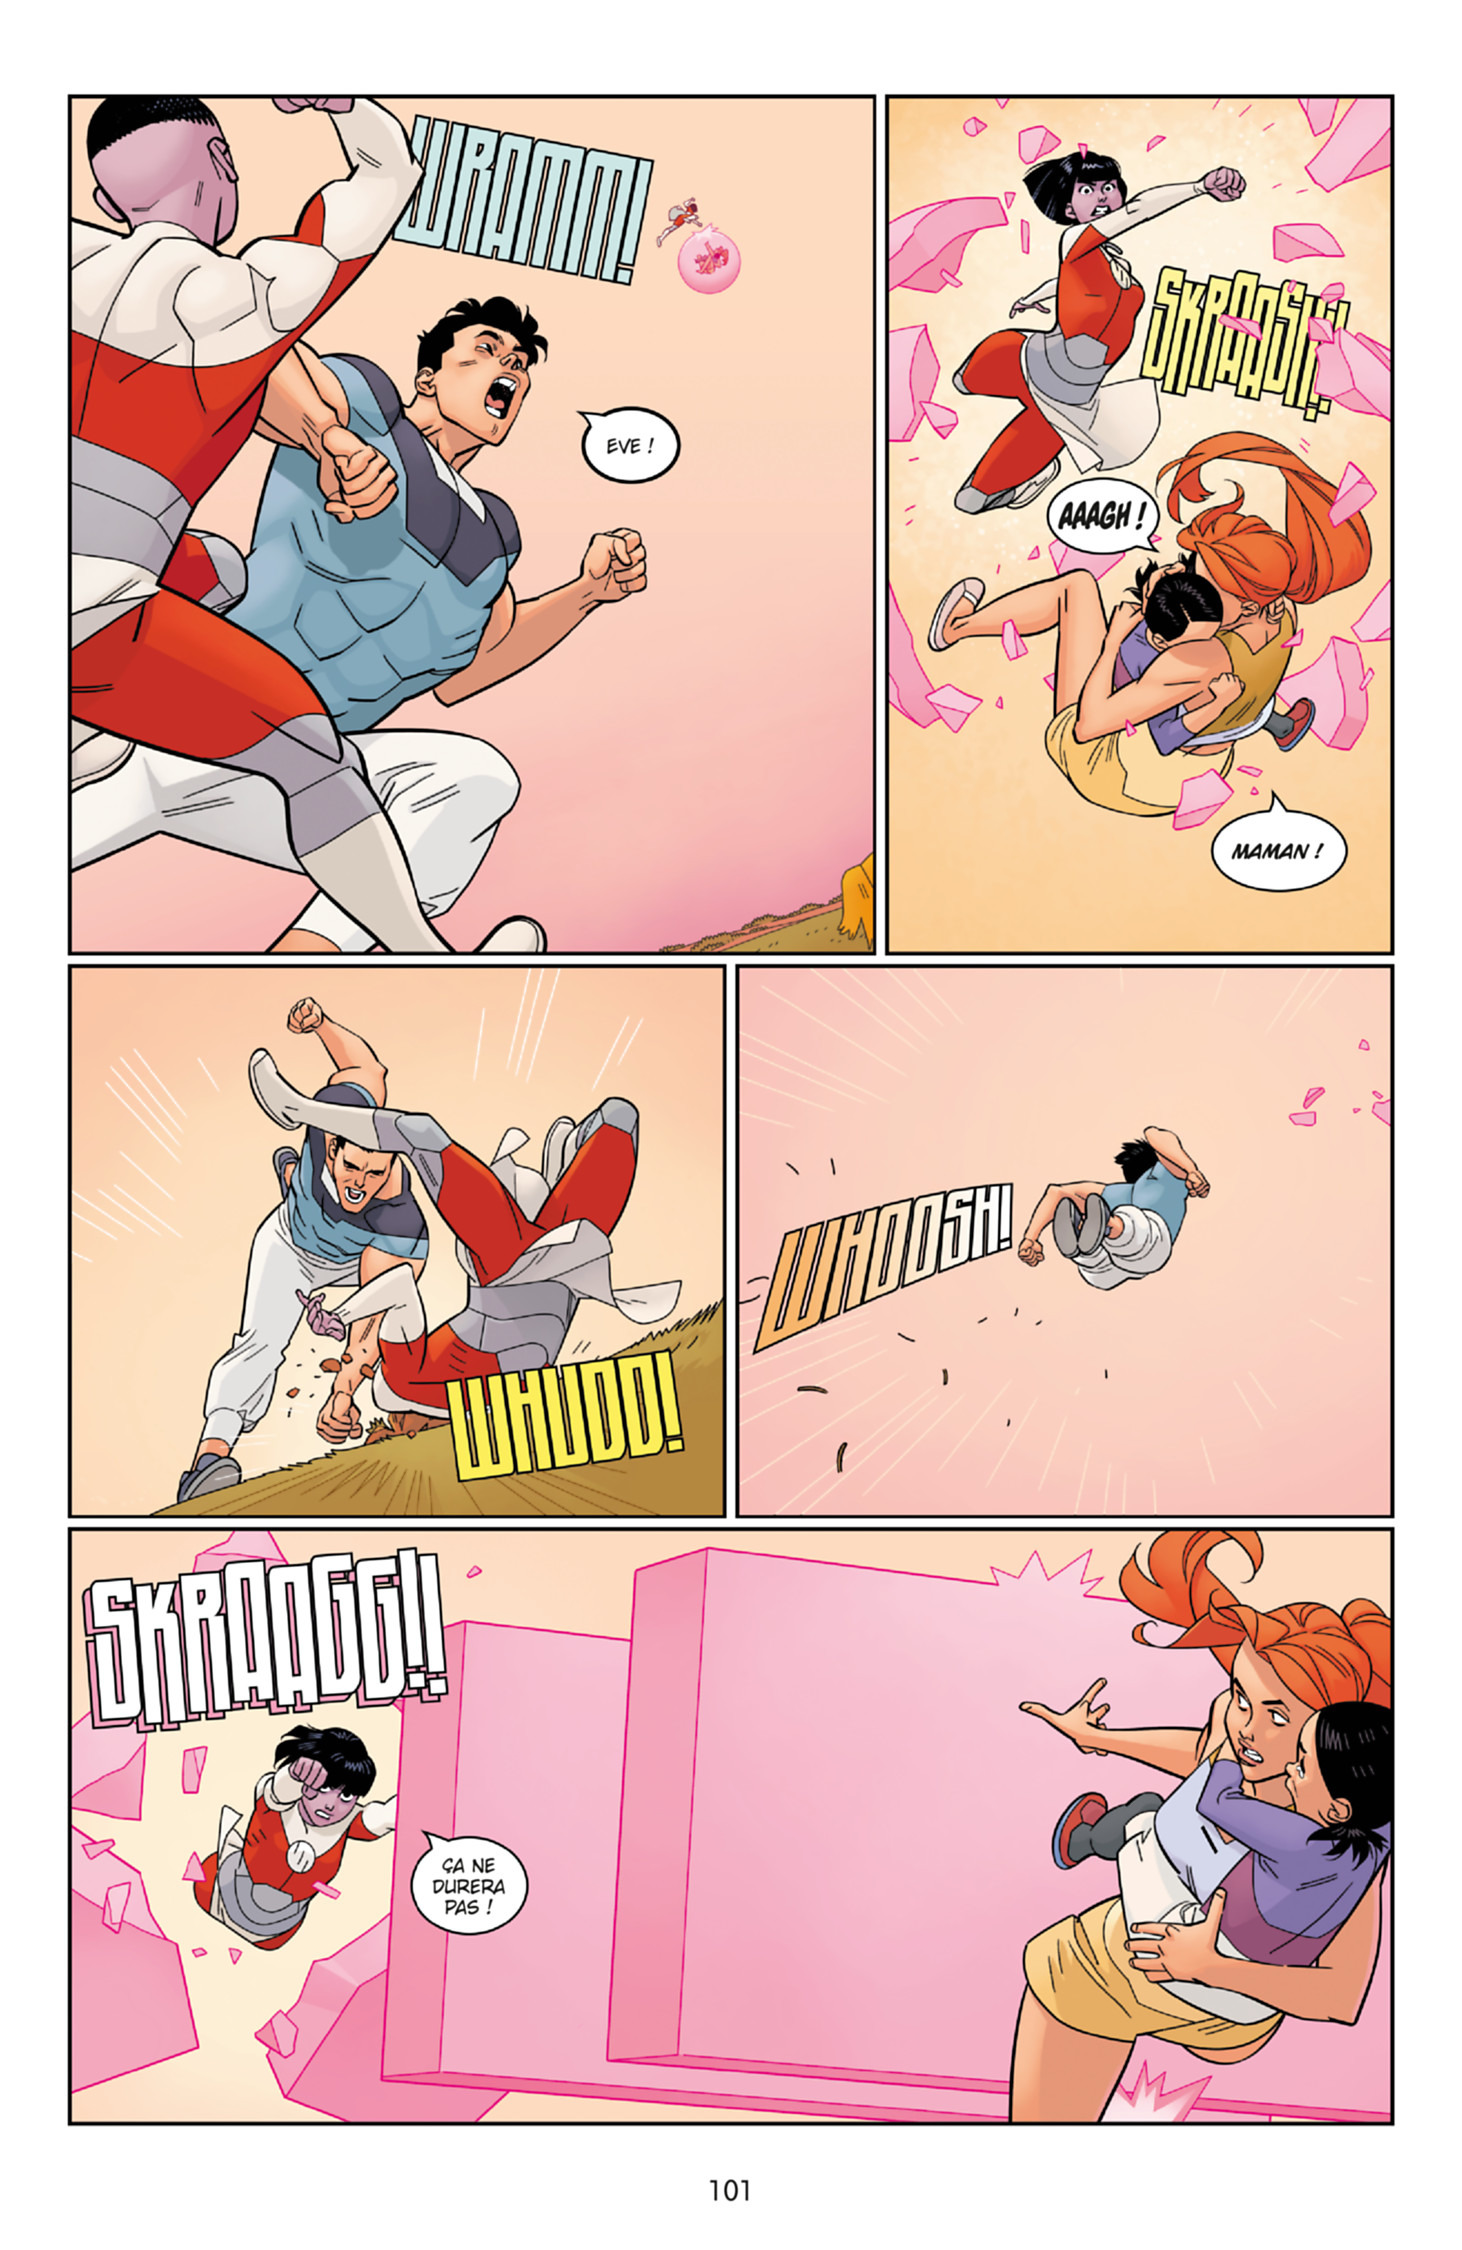 WRAMM!
EVE !
SKRAASH!
AAAGH !
MAMAN !
WHUDD!
WHOOSH!
SKRAAGG!!
ÇA NE
DURERA
PAS !
101